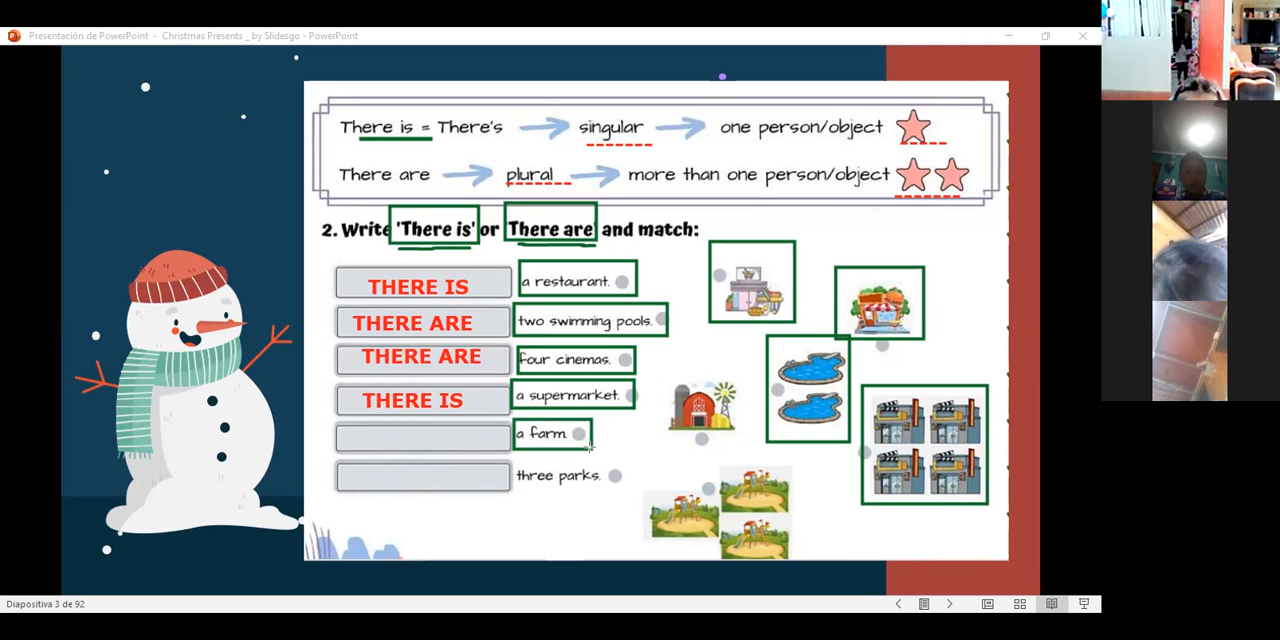 Presentación de PowerPoint - Christmas Presents _ by Slidesgo - PowerPoint
There is = There's singular one person/object
There are plural more than one person/object
2. Write 'There is' or 'There are' and match:
THERE IS a restaurant.
THERE ARE two swimming pools.
THERE ARE four cinemas.
THERE IS a supermarket.
a farm.
three parks.
Diapositiva 3 de 92